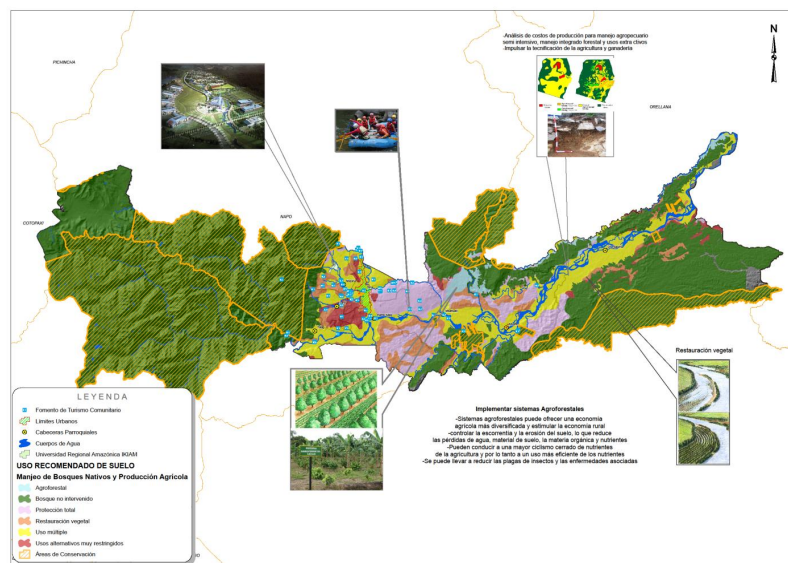 -Análisis de costos de producción para manejo agropecuario
semi intensivo, manejo integrado forestal y usos extra ctivos
-Impulsar la tecnificación de la agricultura y ganadería
N
PICHINCHA
ORELLANA
COTOPAXI
NAPO
Restauración vegetal
Implementar sistemas Agroforestales
-Sistemas agroforestales puede ofrecer una economía
agrícola más diversificada y estimular la economía rural
-controlar la escorrentía y la erosión del suelo, lo que reduce
las pérdidas de agua, material de suelo, la materia orgánica y nutrientes
-Pueden conducir a una mayor ciclismo cerrado de nutrientes
de la agricultura y por lo tanto a un uso más eficiente de los nutrientes
-Se puede llevar a reducir las plagas de insectos y las enfermedades asociadas
LEYENDA
Fomento de Turismo Comunitario
Límites Urbanos
Cabeceras Parroquiales
Cuerpos de Agua
Universidad Regional Amazónica IKIAM
USO RECOMENDADO DE SUELO
Manjeo de Bosques Nativos y Producción Agrícola
Agroforestal
Bosque no intervenido
Protección total
Restauración vegetal
Uso múltiple
Usos alternativos muy restringidos
Áreas de Conservación